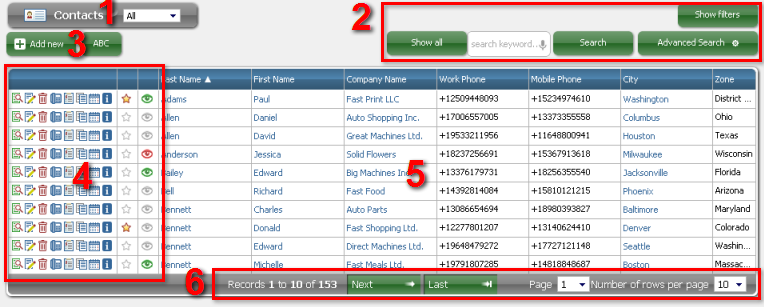 Contacts 1 All
2
Show filters
3
Add new ABC
Show all search keyword... Search Advanced Search
Last Name First Name Company Name Work Phone Mobile Phone City Zone
Adams Paul Fast Print LLC +12509448093 +15234974610 Washington District ...
Allen Daniel Auto Shopping Inc. +17006557005 +13373355558 Columbus Ohio
Allen David Great Machines Ltd. +19533211956 +11648800941 Houston Texas
Anderson Jessica Solid Flowers +18237256691 +15367913618 Milwaukee Wisconsin
4
5
Bailey Edward Big Machines Inc. +13376179731 +18256355540 Jacksonville Florida
Bell Richard Fast Food +14392814084 +15810121215 Phoenix Arizona
Bennett Charles Auto Parts +13086654694 +18980393827 Baltimore Maryland
Bennett Donald Fast Shopping Ltd. +12277801207 +13140624410 Denver Colorado
Bennett Edward Direct Machines Ltd. +19648479272 +17727121148 Seattle Washin...
Bennett Michelle Fast Meals Ltd. +19791807285 +14818848687 Boston Massac...
6
Records 1 to 10 of 153 Next Last Page 1 Number of rows per page 10